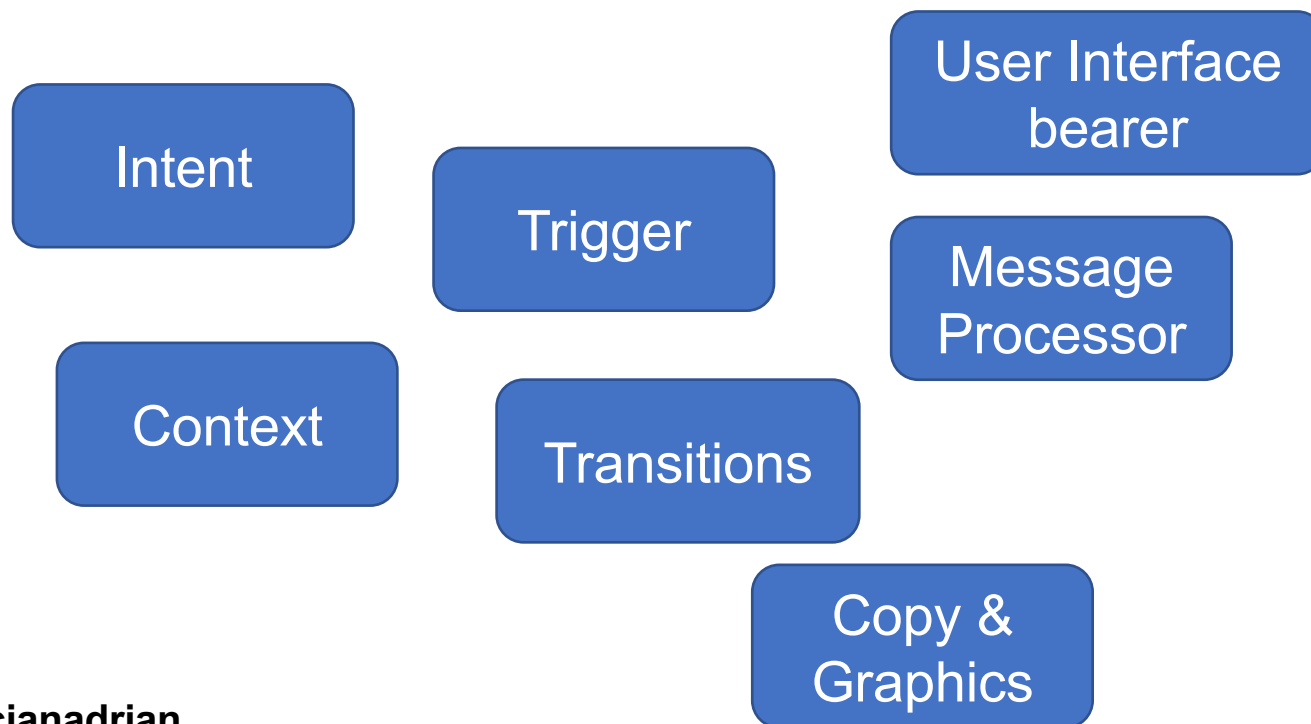 User Interface
bearer
Intent
Trigger
Message
Processor
Context
Transitions
Copy &
Graphics